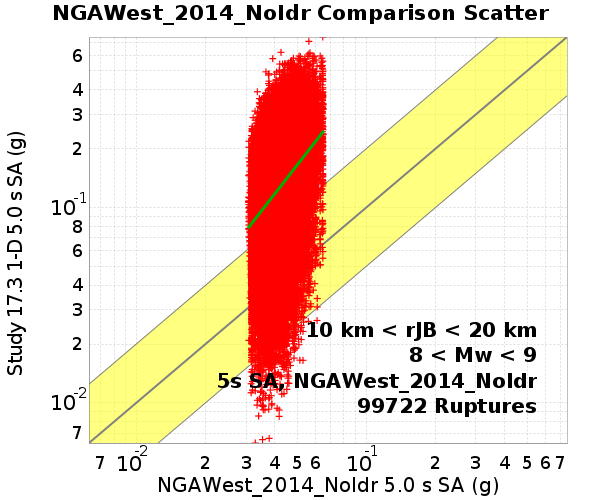 NGAWest_2014_NoIdr Comparison Scatter
Study 17.3 1-D 5.0 s SA (g)
6
4
3
2
10^-1
8
6
4
3
2
10^-2
7
10 km < rJB < 20 km
8 < Mw < 9
5s SA, NGAWest_2014_NoIdr
99722 Ruptures
7 10^-2 2 3 4 5 6 10^-1 2 3 4 5 6 7
NGAWest_2014_NoIdr 5.0 s SA (g)